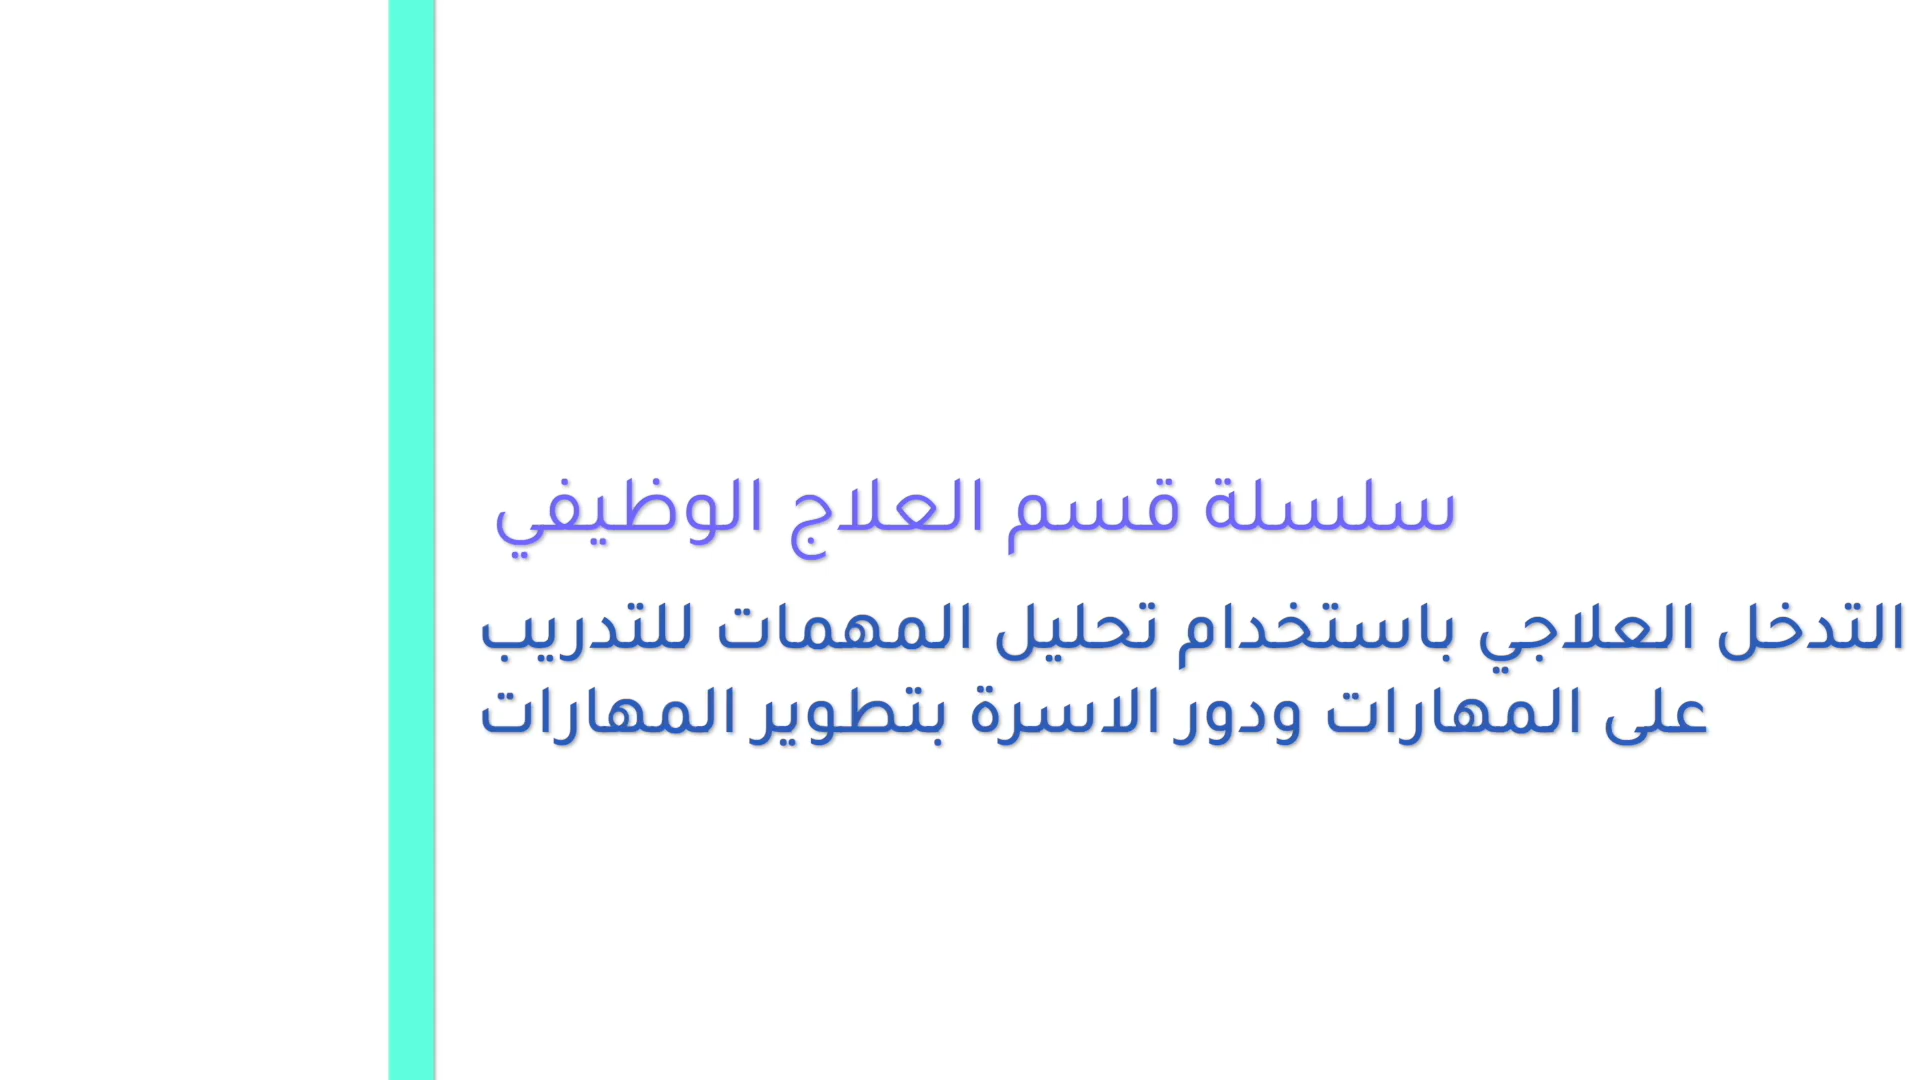 سلسلة قسم العلاج الوظيفي
التدخل العلاجي باستخدام تحليل المهمات للتدريب
على المهارات ودور الاسرة بتطوير المهارات